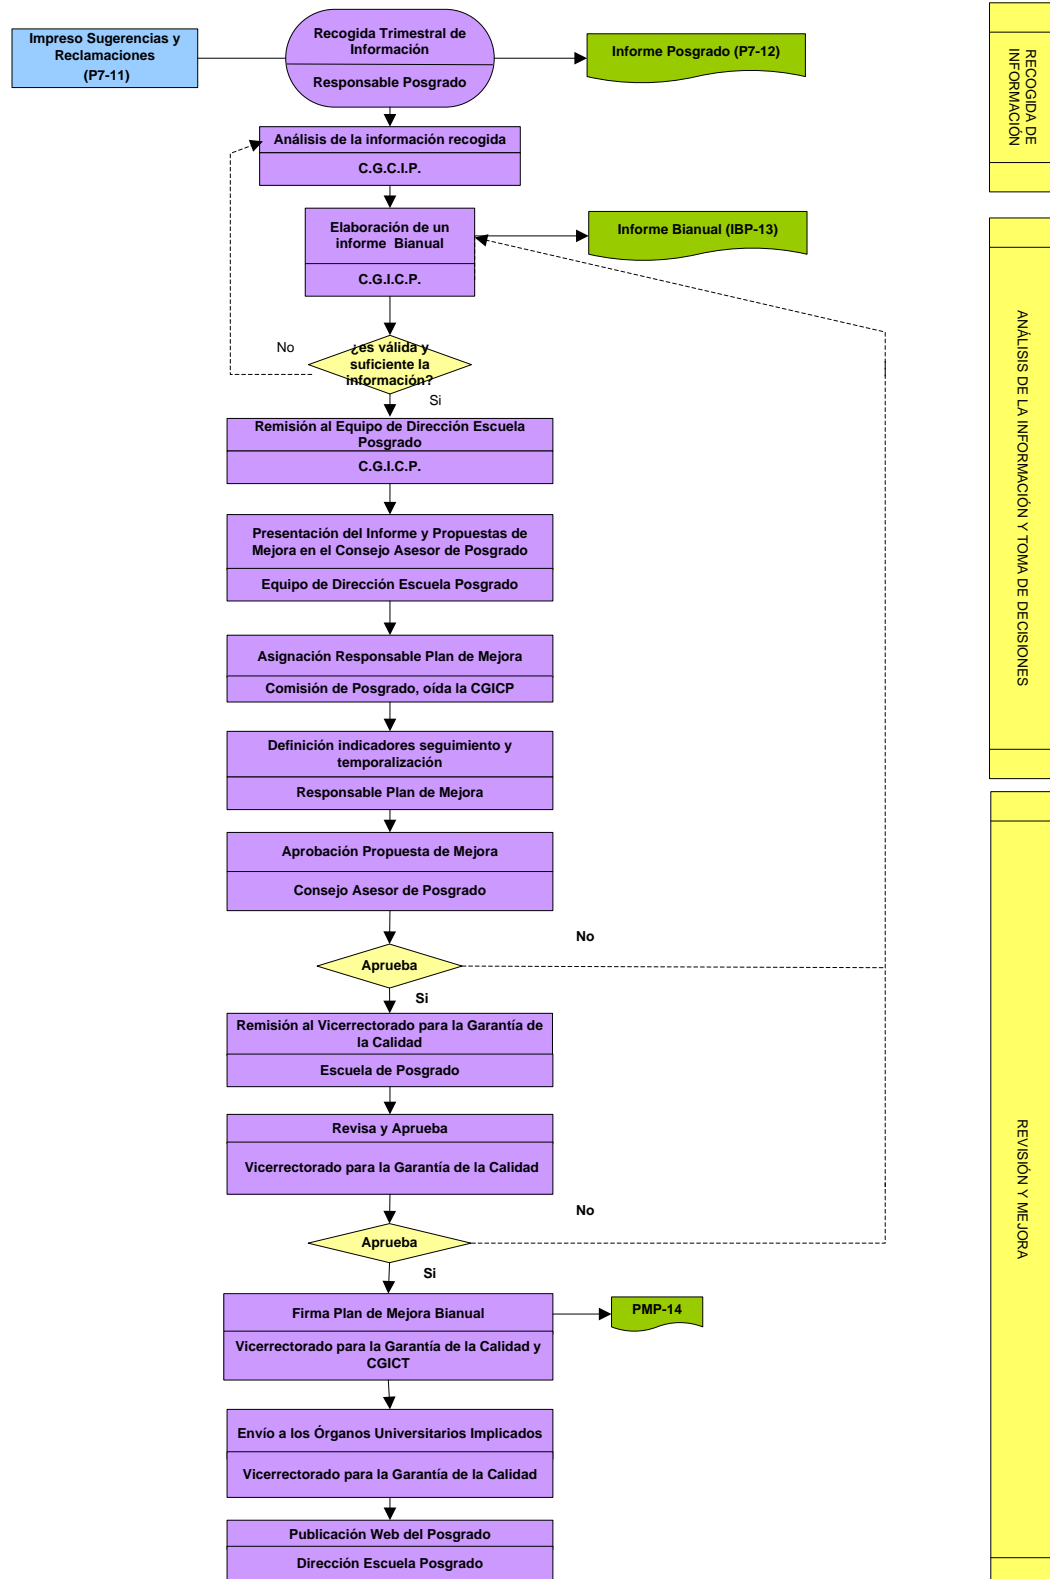 Impreso Sugerencias y
Reclamaciones
(P7-11)
Recogida Trimestral de
Información
Responsable Posgrado
Informe Posgrado (P7-12)
RECOGIDA DE
INFORMACIÓN
Análisis de la información recogida
C.G.C.I.P.
Elaboración de un
informe Bianual
C.G.I.C.P.
Informe Bianual (IBP-13)
No
¿es válida y
suficiente la
información?
Si
ANÁLISIS DE LA INFORMACIÓN Y TOMA DE DECISIONES
Remisión al Equipo de Dirección Escuela
Posgrado
C.G.I.C.P.
Presentación del Informe y Propuestas de
Mejora en el Consejo Asesor de Posgrado
Equipo de Dirección Escuela Posgrado
Asignación Responsable Plan de Mejora
Comisión de Posgrado, oída la CGICP
Definición indicadores seguimiento y
temporalización
Responsable Plan de Mejora
Aprobación Propuesta de Mejora
Consejo Asesor de Posgrado
No
Aprueba
Si
Remisión al Vicerrectorado para la Garantía de
la Calidad
Escuela de Posgrado
Revisa y Aprueba
Vicerrectorado para la Garantía de la Calidad
REVISIÓN Y MEJORA
No
Aprueba
Si
Firma Plan de Mejora Bianual
Vicerrectorado para la Garantía de la Calidad y
CGICT
PMP-14
Envío a los Órganos Universitarios Implicados
Vicerrectorado para la Garantía de la Calidad
Publicación Web del Posgrado
Dirección Escuela Posgrado